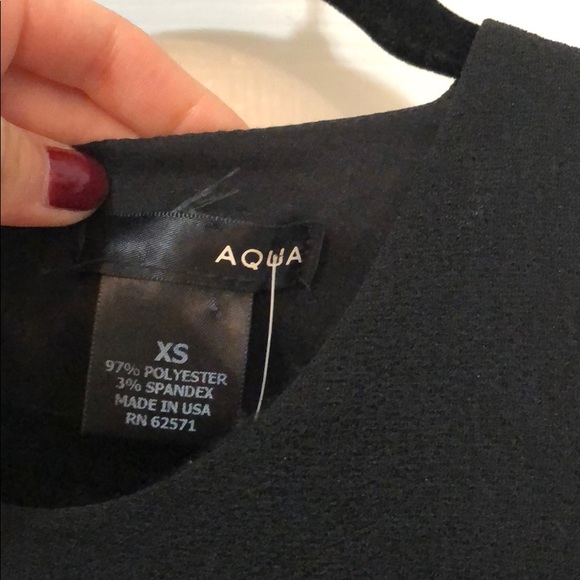 AQUA
XS
97% POLYESTER
3% SPANDEX
MADE IN USA
RN 62571